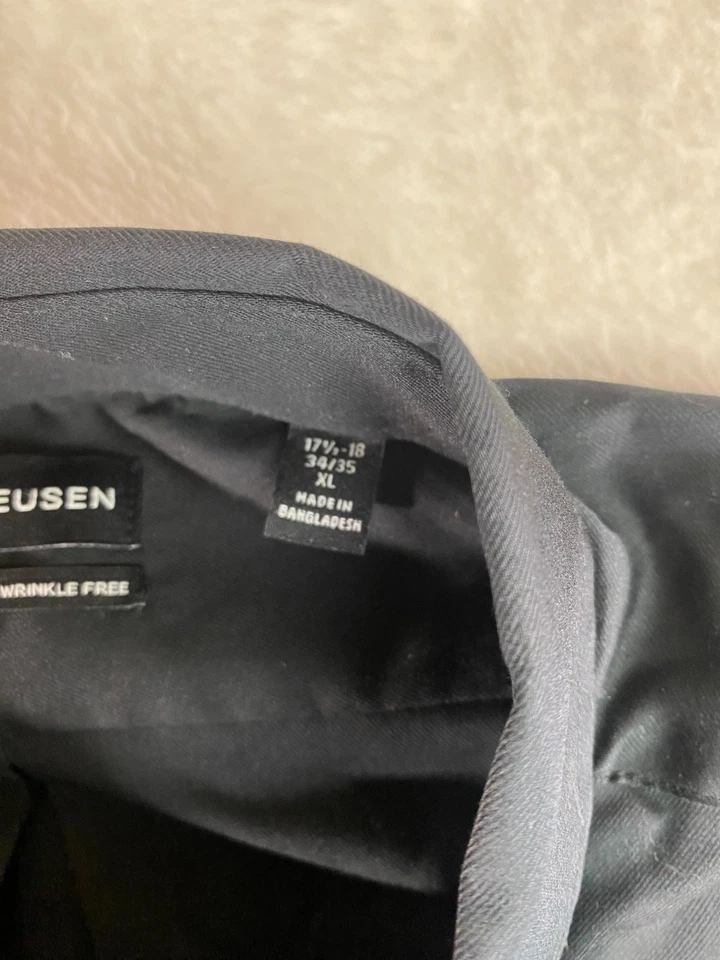 EUSEN
WRINKLE FREE
17½-18
34/35
XL
MADE IN
BANGLADESH